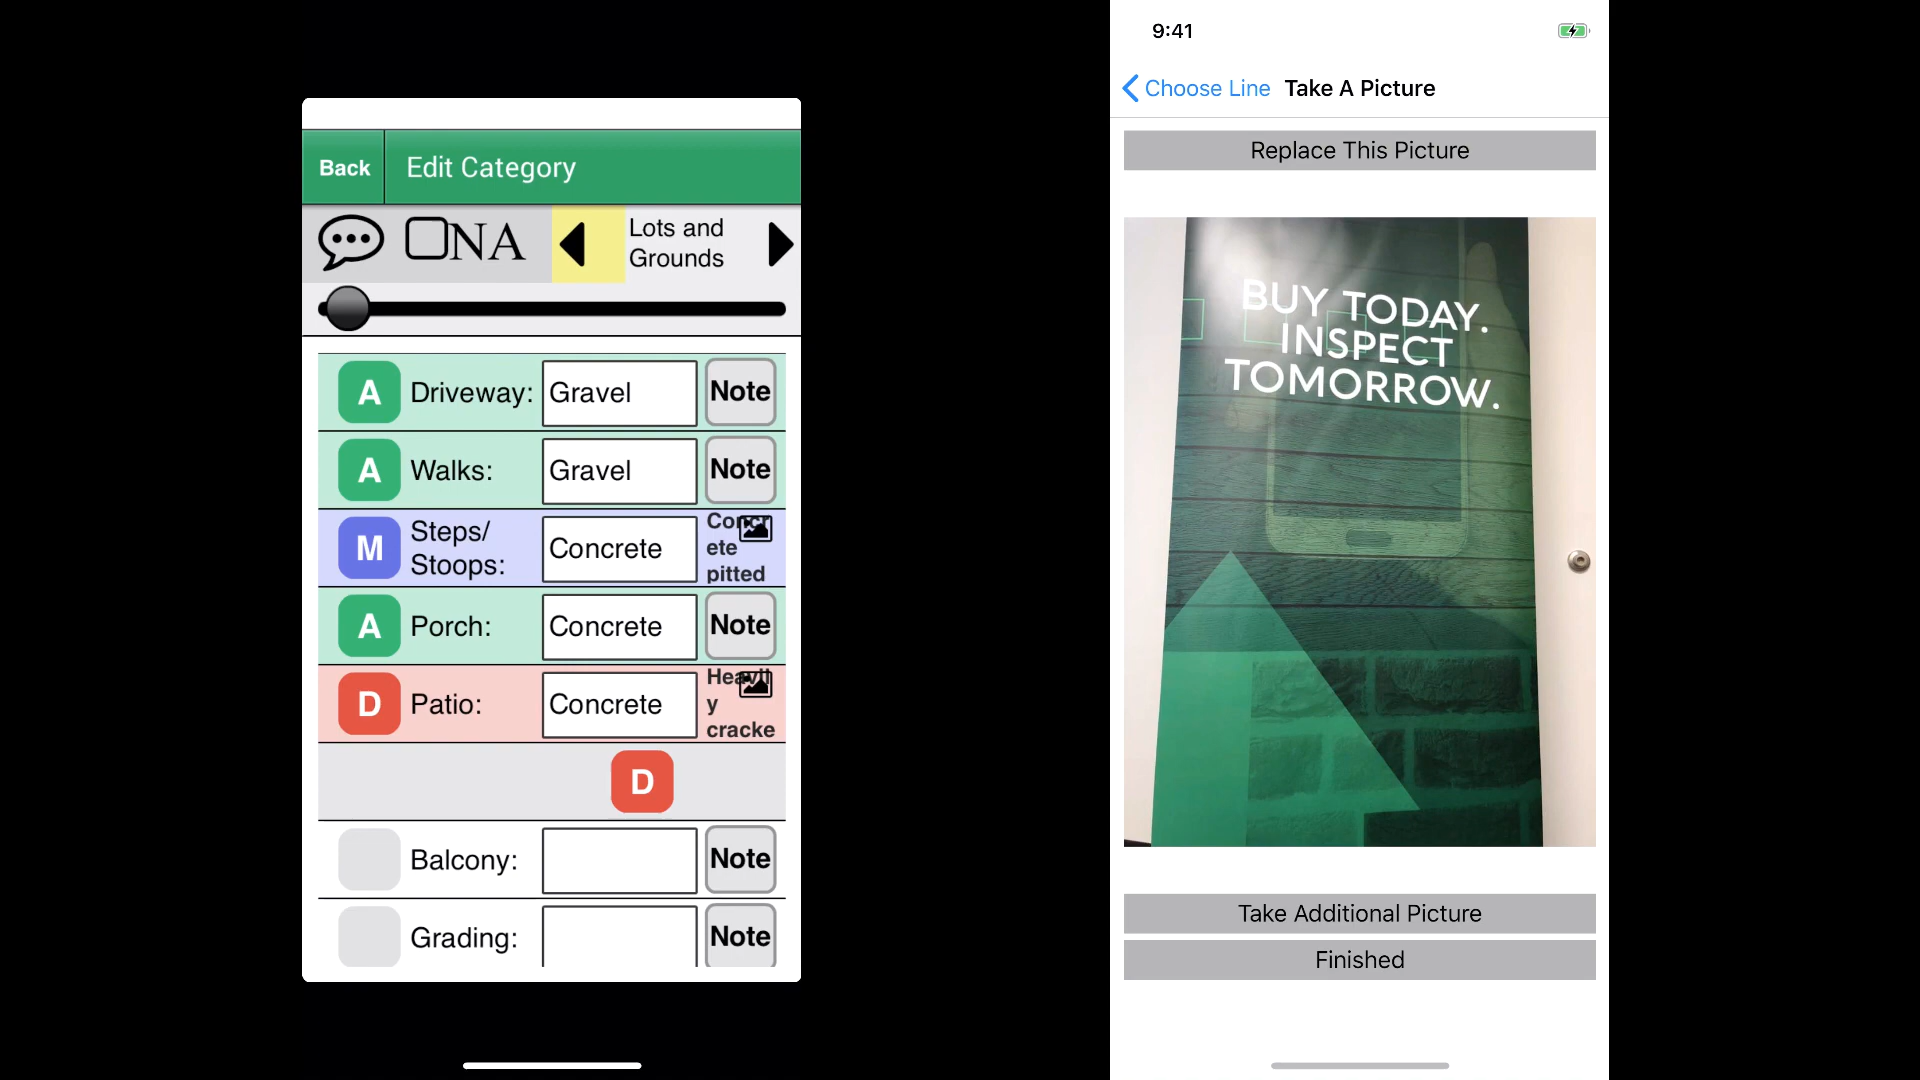 Back
Edit Category
NA
Lots and
Grounds
A
Driveway:
Gravel
Note
A
Walks:
Gravel
Note
M
Steps/
Stoops:
Concrete
Concr
ete
pitted
A
Porch:
Concrete
Note
D
Patio:
Concrete
Heavil
y
cracke
D
Balcony:
Note
Grading:
Note
9:41
Choose Line
Take A Picture
Replace This Picture
BUY TODAY.
INSPECT
TOMORROW.
Take Additional Picture
Finished